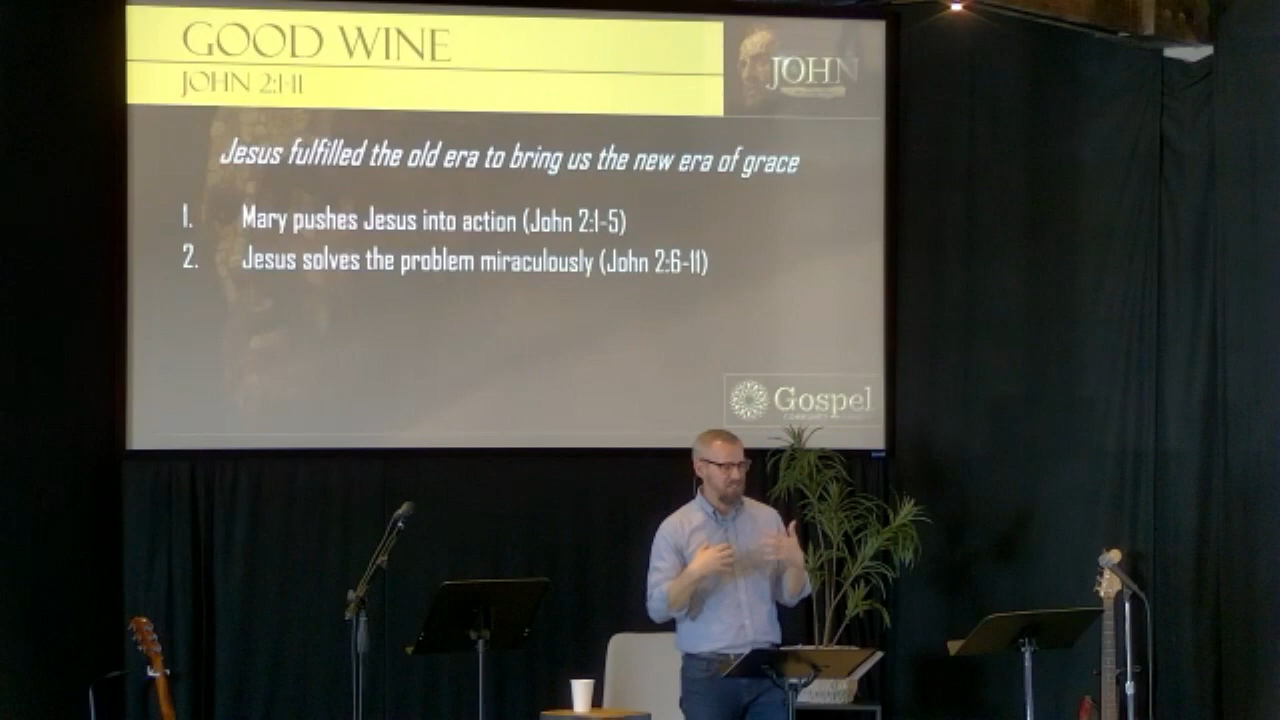 GOOD WINE
JOHN 2:1-11
JOHN
Jesus fulfilled the old era to bring us the new era of grace
1. Mary pushes Jesus into action (John 2:1-5)
2. Jesus solves the problem miraculously (John 2:6-11)
Gospel
COMMUNITY